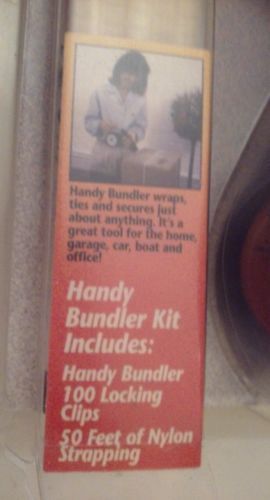 Handy Bundler wraps,
ties and secures just
about anything. It's a
great tool for the home,
garage, car, boat and
office!
Handy
Bundler Kit
Includes:
Handy Bundler
100 Locking
Clips
50 Feet of Nylon
Strapping